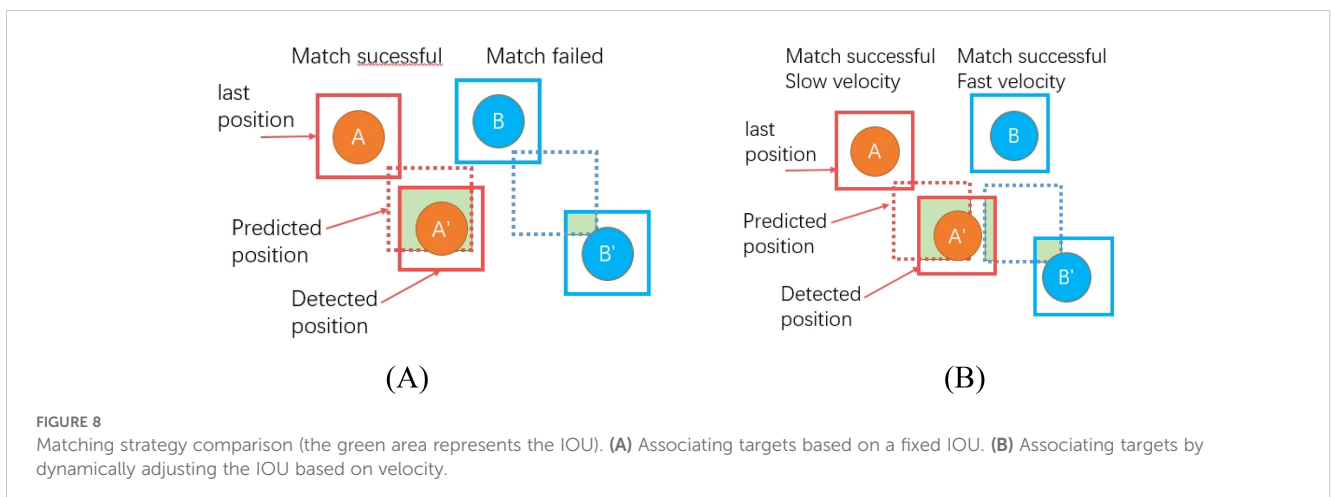 Match sucessful
Match failed
last
position
A
B
Predicted
position
A'
B'
Detected
position
(A)
Match successful
Slow velocity
Match successful
Fast velocity
last
position
A
B
Predicted
position
A'
B'
Detected
position
(B)
FIGURE 8
Matching strategy comparison (the green area represents the IOU). (A) Associating targets based on a fixed IOU. (B) Associating targets by
dynamically adjusting the IOU based on velocity.